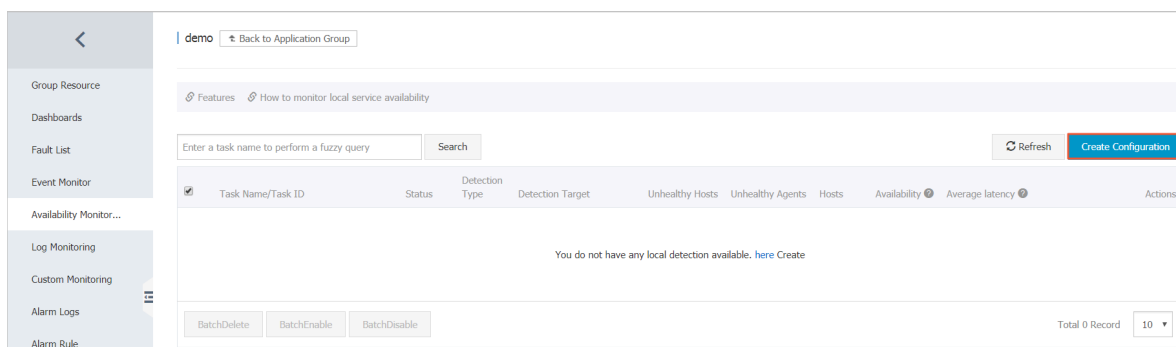 demo Back to Application Group
Group Resource
Dashboards
Fault List
Event Monitor
Availability Monitor...
Log Monitoring
Custom Monitoring
Alarm Logs
Alarm Rule
Features How to monitor local service availability
Enter a task name to perform a fuzzy query Search Refresh Create Configuration
Task Name/Task ID Status Detection Type Detection Target Unhealthy Hosts Unhealthy Agents Hosts Availability Average latency Actions
You do not have any local detection available. here Create
BatchDelete BatchEnable BatchDisable Total 0 Record 10